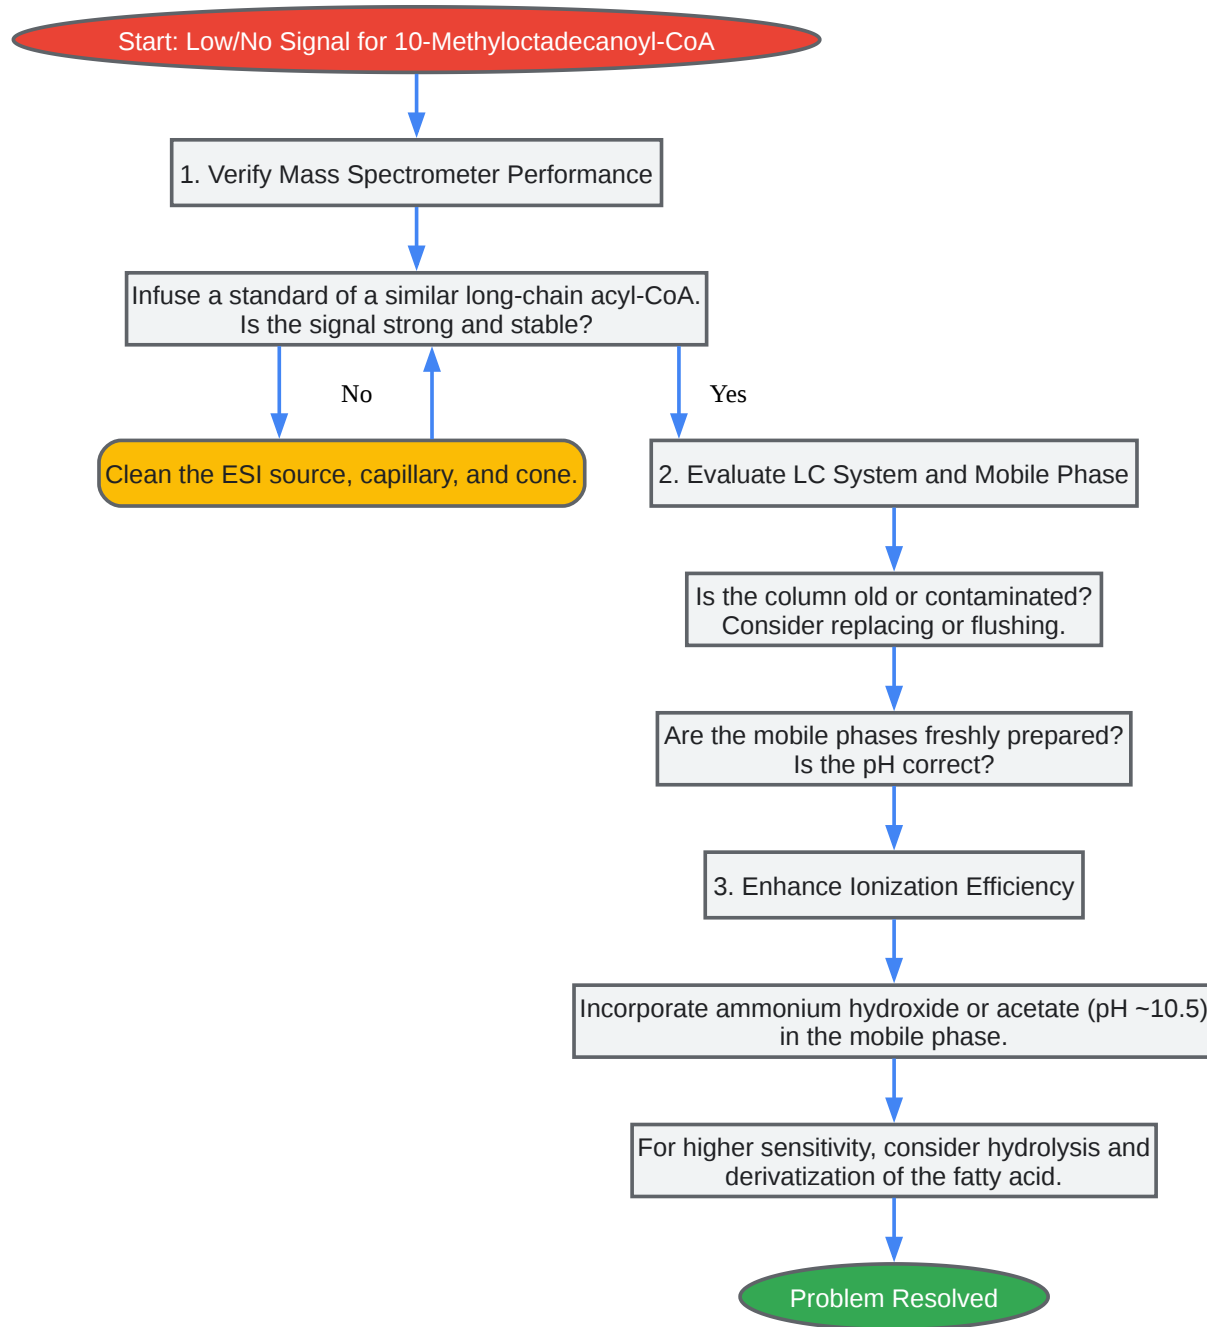 Start: Low/No Signal for 10-Methyloctadecanoyl-CoA
1. Verify Mass Spectrometer Performance
Infuse a standard of a similar long-chain acyl-CoA.
Is the signal strong and stable?
No
Yes
Clean the ESI source, capillary, and cone.
2. Evaluate LC System and Mobile Phase
Is the column old or contaminated?
Consider replacing or flushing.
Are the mobile phases freshly prepared?
Is the pH correct?
3. Enhance Ionization Efficiency
Incorporate ammonium hydroxide or acetate (pH ~10.5)
in the mobile phase.
For higher sensitivity, consider hydrolysis and
derivatization of the fatty acid.
Problem Resolved